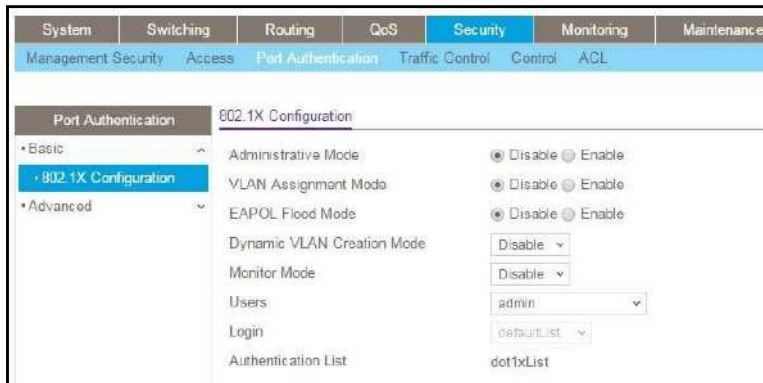 System Switching Routing QoS Security Monitoring Maintenance
Management Security Access Port Authentication Traffic Control Control ACL
Port Authentication
Basic
802.1X Configuration
Advanced
802.1X Configuration
Administrative Mode Disable Enable
VLAN Assignment Mode Disable Enable
EAPOL Flood Mode Disable Enable
Dynamic VLAN Creation Mode Disable
Monitor Mode Disable
Users admin
Login defaultList
Authentication List dot1xList